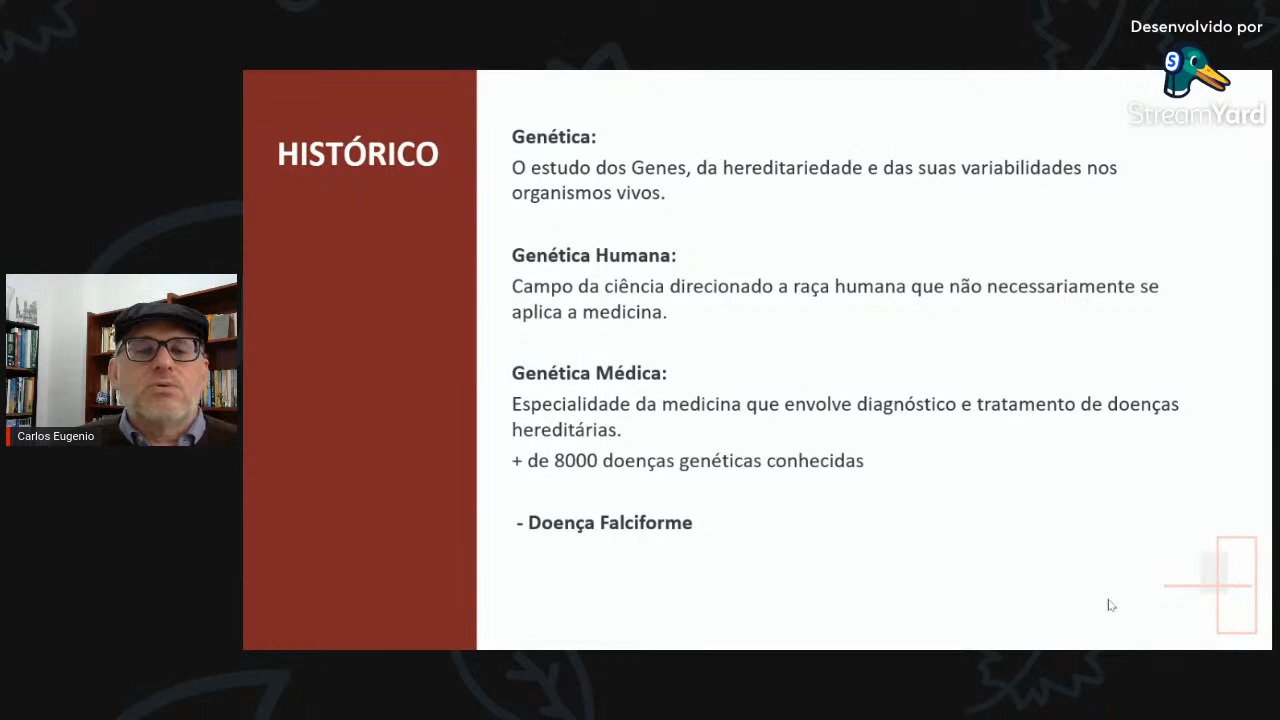 Desenvolvido por
S
StreamYard
HISTÓRICO
Genética:
O estudo dos Genes, da hereditariedade e das suas variabilidades nos
organismos vivos.
Genética Humana:
Campo da ciência direcionado a raça humana que não necessariamente se
aplica a medicina.
Genética Médica:
Especialidade da medicina que envolve diagnóstico e tratamento de doenças
hereditárias.
+ de 8000 doenças genéticas conhecidas
- Doença Falciforme
Carlos Eugenio